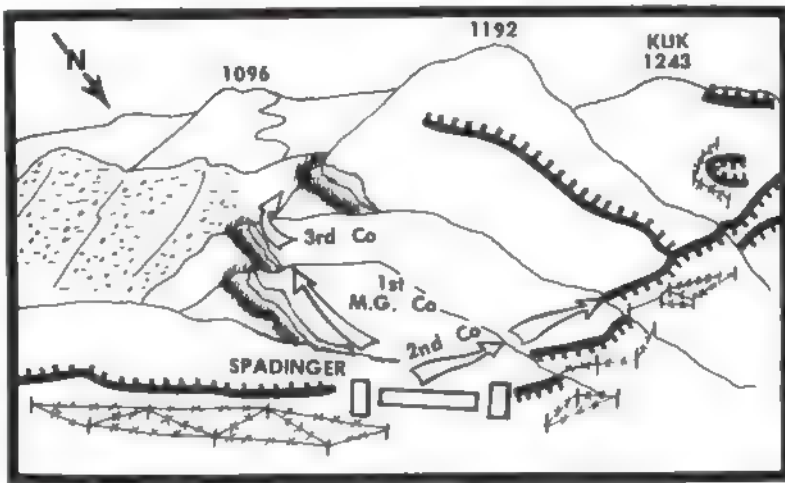 N
1096
1192
KUK
1243
3rd Co
1st
M.G. Co
2nd Co
SPADINGER